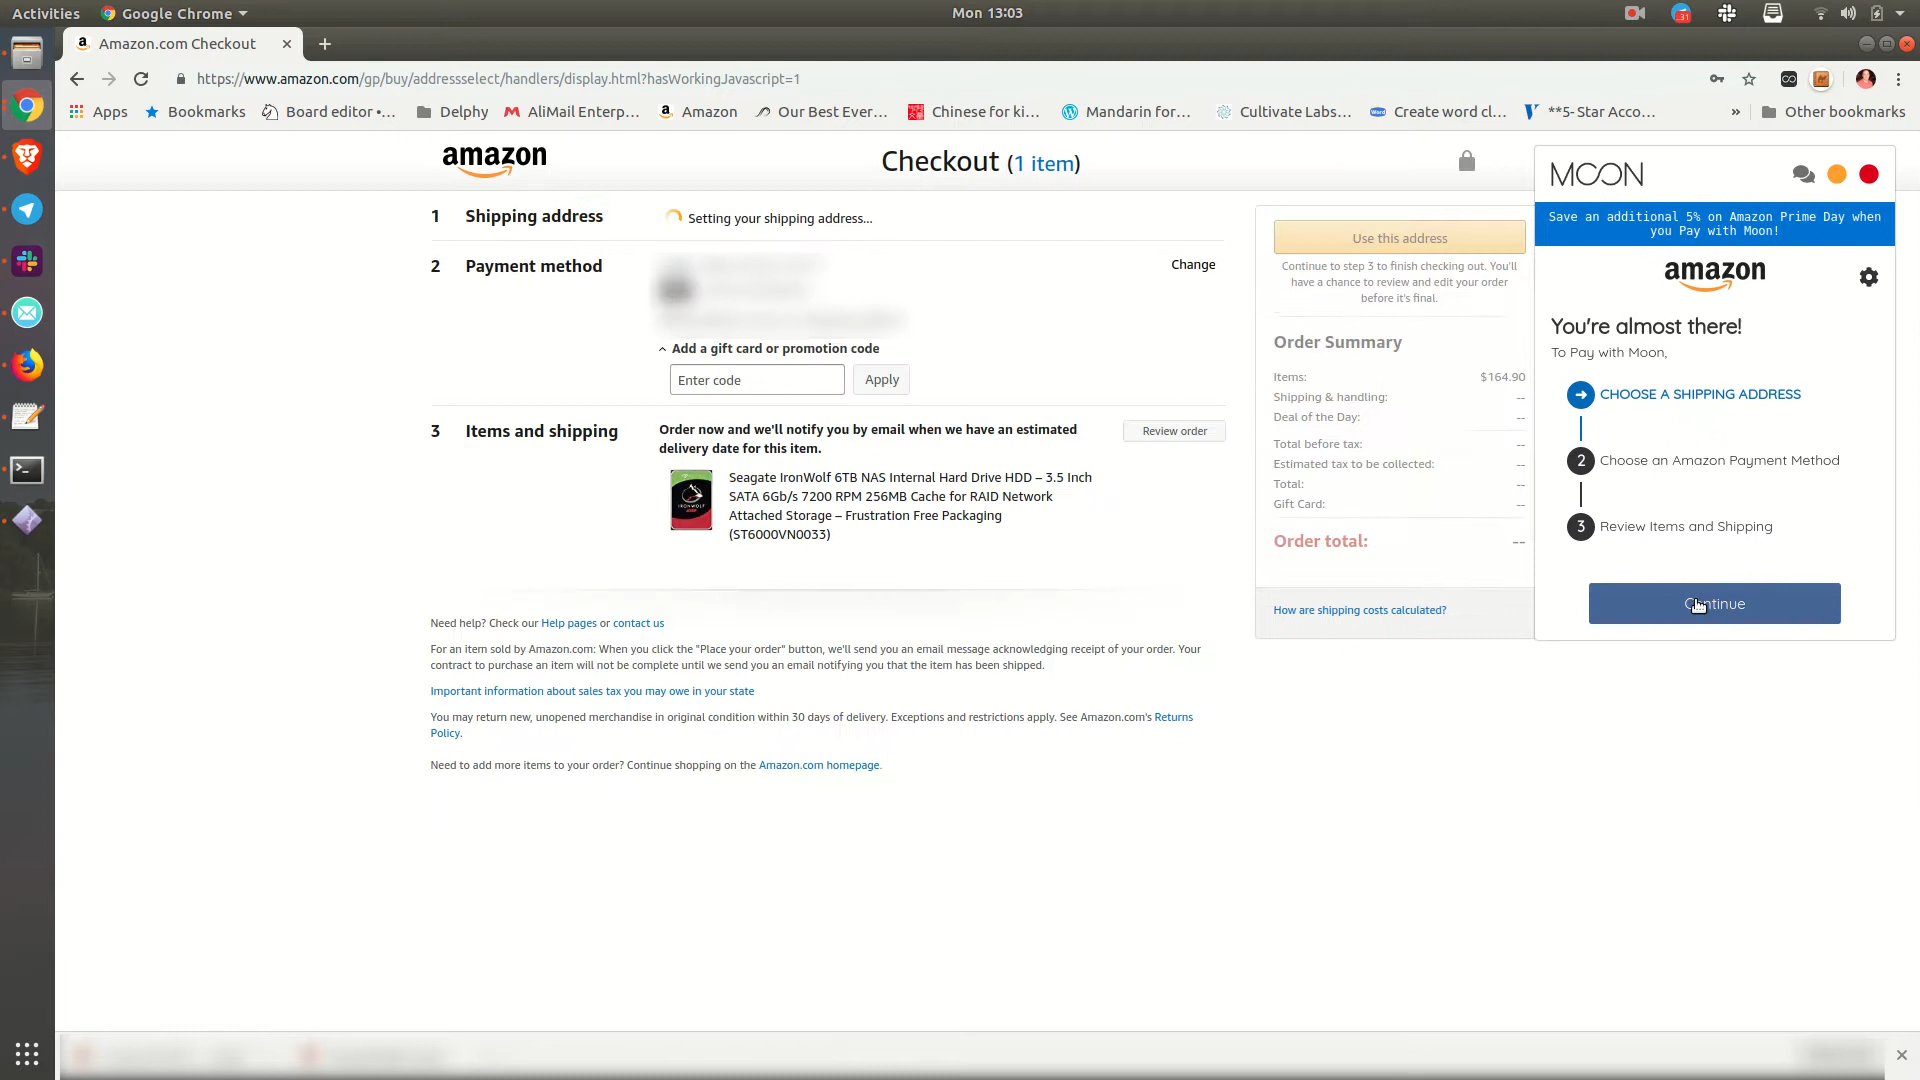 Activities
Google Chrome
Mon 13:03
31
Amazon.com Checkout
https://www.amazon.com/gp/buy/addressselect/handlers/display.html?hasWorkingJavascript=1
Apps
Bookmarks
Board editor •...
Delphy
AliMail Enterp...
Amazon
Our Best Ever...
Chinese for ki...
Mandarin for...
Cultivate Labs...
Create word cl...
**5- Star Acco...
»
Other bookmarks
amazon
Checkout (1 item)
1 Shipping address
Setting your shipping address...
2 Payment method
Change
Add a gift card or promotion code
Enter code
Apply
3 Items and shipping
Order now and we'll notify you by email when we have an estimated
delivery date for this item.
Review order
Seagate IronWolf 6TB NAS Internal Hard Drive HDD – 3.5 Inch
SATA 6Gb/s 7200 RPM 256MB Cache for RAID Network
Attached Storage – Frustration Free Packaging
(ST6000VN0033)
Need help? Check our Help pages or contact us
For an item sold by Amazon.com: When you click the "Place your order" button, we'll send you an email message acknowledging receipt of your order. Your
contract to purchase an item will not be complete until we send you an email notifying you that the item has been shipped.
Important information about sales tax you may owe in your state
You may return new, unopened merchandise in original condition within 30 days of delivery. Exceptions and restrictions apply. See Amazon.com's Returns
Policy.
Need to add more items to your order? Continue shopping on the Amazon.com homepage.
Use this address
Continue to step 3 to finish checking out. You'll
have a chance to review and edit your order
before it's final.
Order Summary
Items: $164.90
Shipping & handling: --
Deal of the Day: --
Total before tax: --
Estimated tax to be collected: --
Total: --
Gift Card: --
Order total: --
How are shipping costs calculated?
MOON
Save an additional 5% on Amazon Prime Day when
you Pay with Moon!
amazon
You're almost there!
To Pay with Moon,
CHOOSE A SHIPPING ADDRESS
2 Choose an Amazon Payment Method
3 Review Items and Shipping
Continue